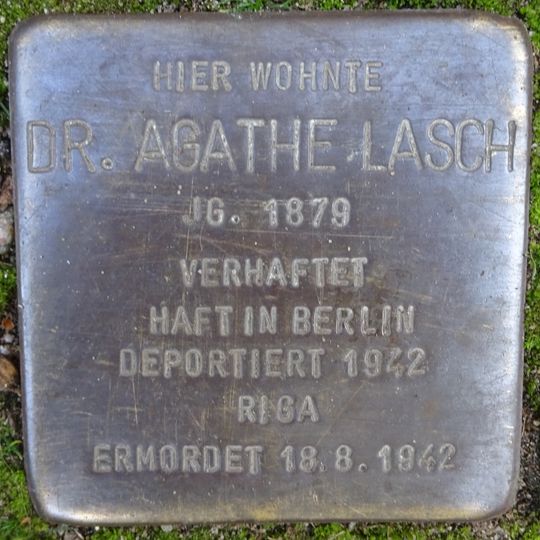 HIER WOHNTE
DR. AGATHE LASCH
JG. 1879
VERHAFTET
HAFT IN BERLIN
DEPORTIERT 1942
RIGA
ERMORDET 18.8.1942